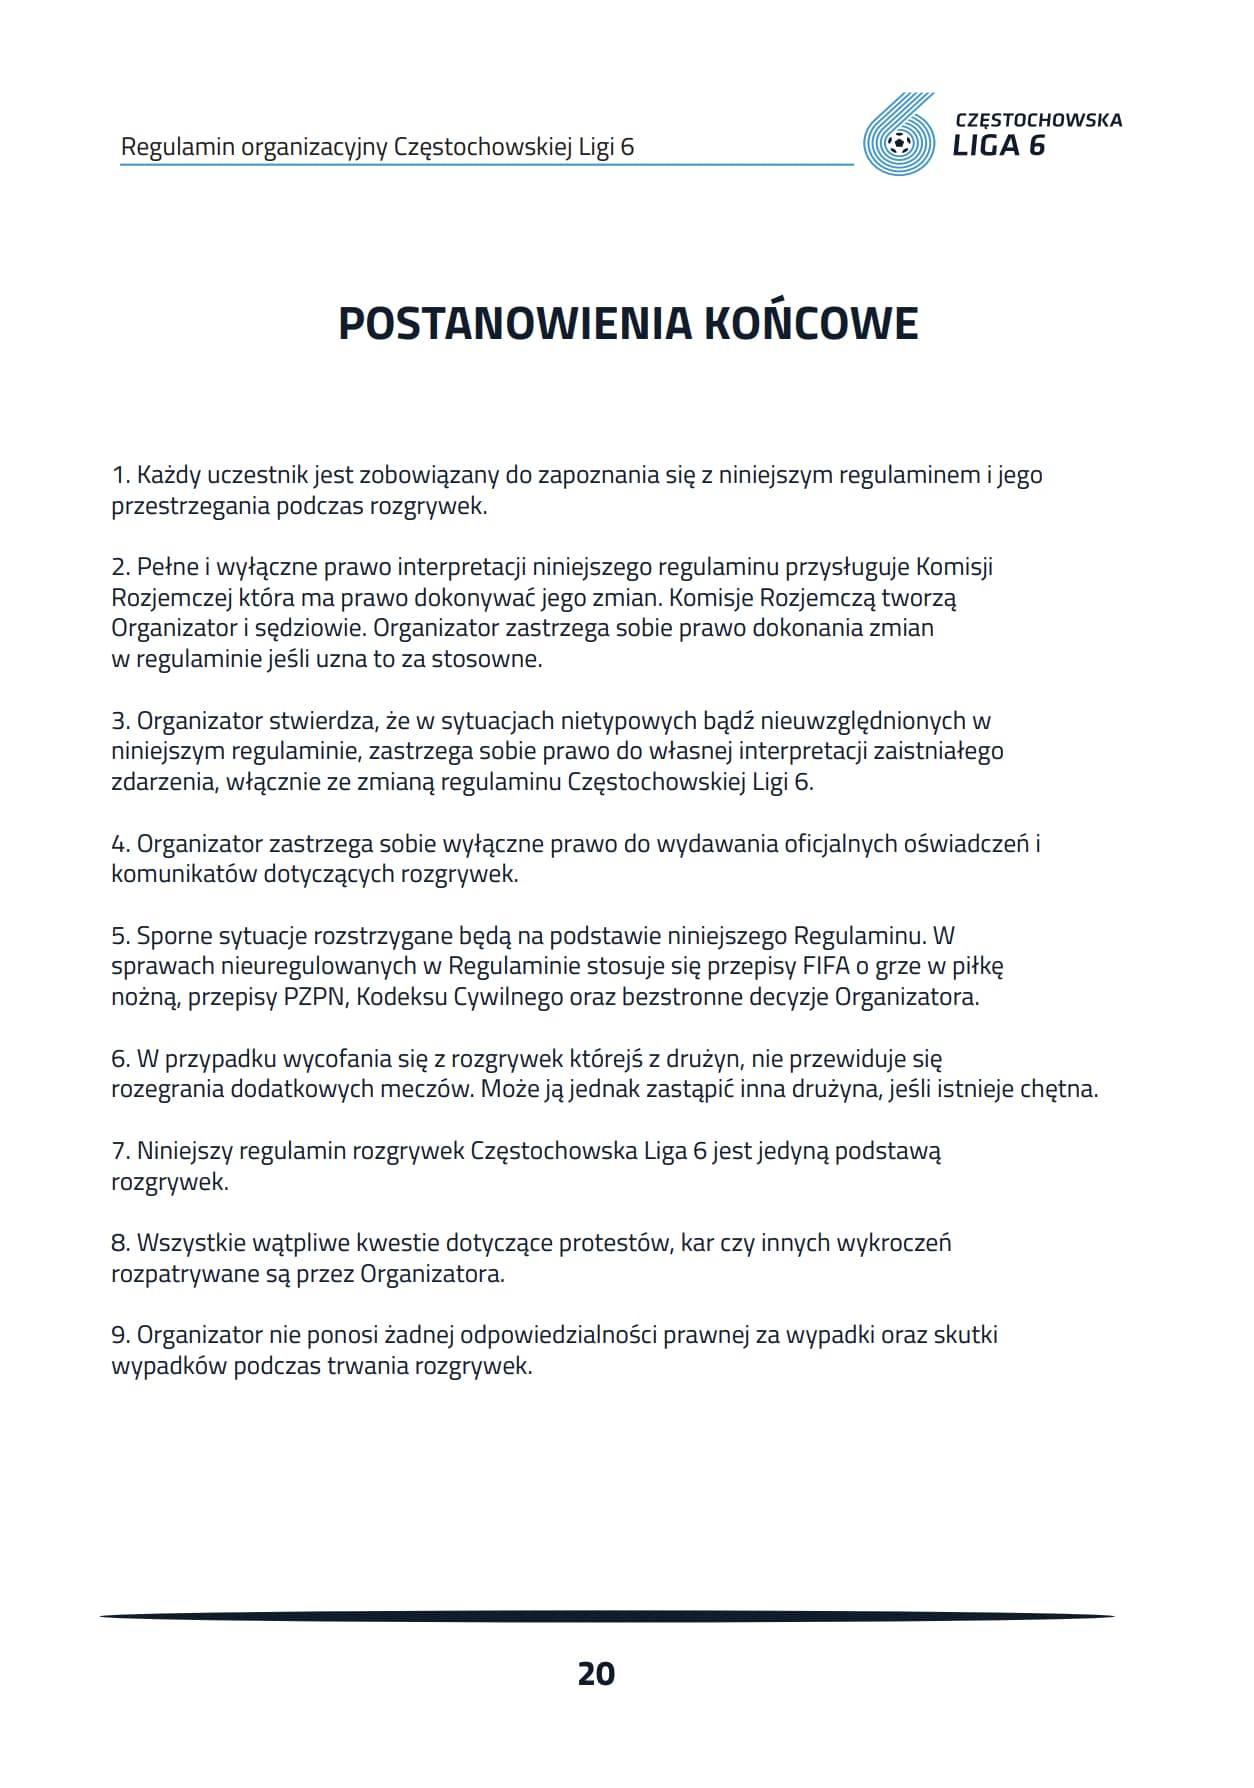 Regulamin organizacyjny Częstochowskiej Ligi 6
CZĘSTOCHOWSKA
LIGA 6
POSTANOWIENIA KOŃCOWE
1. Każdy uczestnik jest zobowiązany do zapoznania się z niniejszym regulaminem i jego
przestrzegania podczas rozgrywek.
2. Pełne i wyłączne prawo interpretacji niniejszego regulaminu przysługuje Komisji
Rozjemczej która ma prawo dokonywać jego zmian. Komisje Rozjemczą tworzą
Organizator i sędziowie. Organizator zastrzega sobie prawo dokonania zmian
w regulaminie jeśli uzna to za stosowne.
3. Organizator stwierdza, że w sytuacjach nietypowych bądź nieuwzględnionych w
niniejszym regulaminie, zastrzega sobie prawo do własnej interpretacji zaistniałego
zdarzenia, włącznie ze zmianą regulaminu Częstochowskiej Ligi 6.
4. Organizator zastrzega sobie wyłączne prawo do wydawania oficjalnych oświadczeń i
komunikatów dotyczących rozgrywek.
5. Sporne sytuacje rozstrzygane będą na podstawie niniejszego Regulaminu. W
sprawach nieuregulowanych w Regulaminie stosuje się przepisy FIFA o grze w piłkę
nożną, przepisy PZPN, Kodeksu Cywilnego oraz bezstronne decyzje Organizatora.
6. W przypadku wycofania się z rozgrywek którejś z drużyn, nie przewiduje się
rozegrania dodatkowych meczów. Może ją jednak zastąpić inna drużyna, jeśli istnieje chętna.
7. Niniejszy regulamin rozgrywek Częstochowska Liga 6 jest jedyną podstawą
rozgrywek.
8. Wszystkie wątpliwe kwestie dotyczące protestów, kar czy innych wykroczeń
rozpatrywane są przez Organizatora.
9. Organizator nie ponosi żadnej odpowiedzialności prawnej za wypadki oraz skutki
wypadków podczas trwania rozgrywek.
20